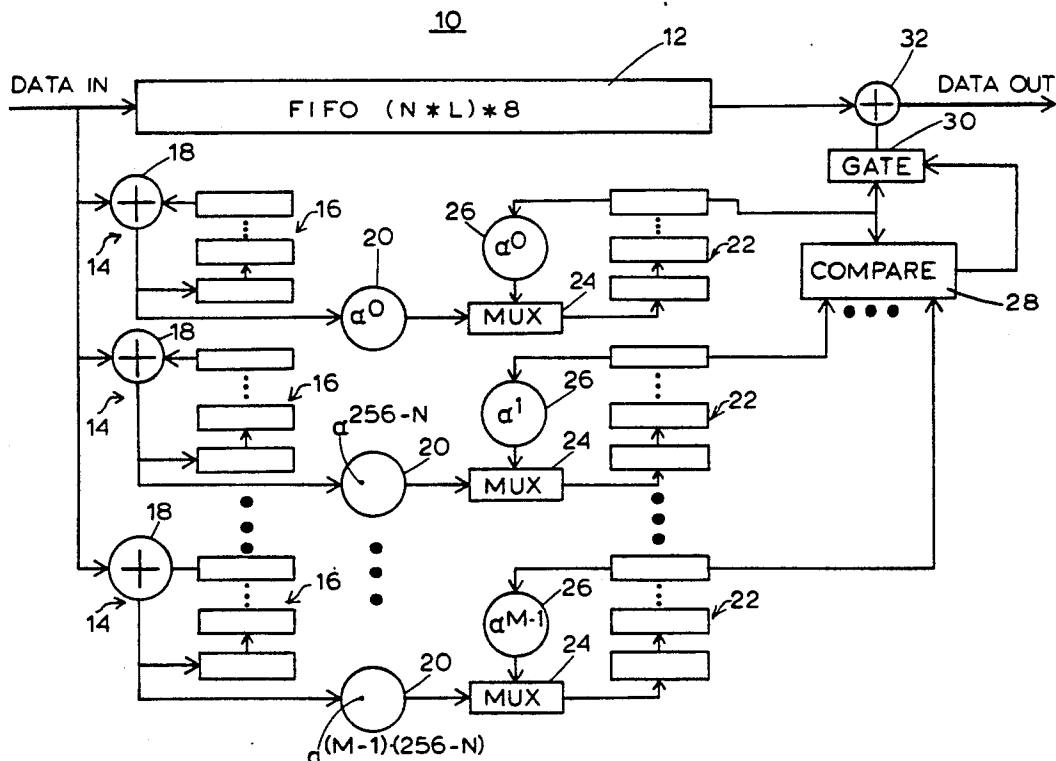 10
12
32
DATA IN
DATA OUT
FIFO (N*L)*8
30
18
GATE
26
16
20
α⁰
22
14
24
COMPARE
α⁰
MUX
28
18
16
26
α¹
22
14
α²⁵⁶⁻ᴺ
20
24
MUX
18
16
26
22
14
αᴹ⁻¹
20
24
MUX
α(M-1)·(256-N)